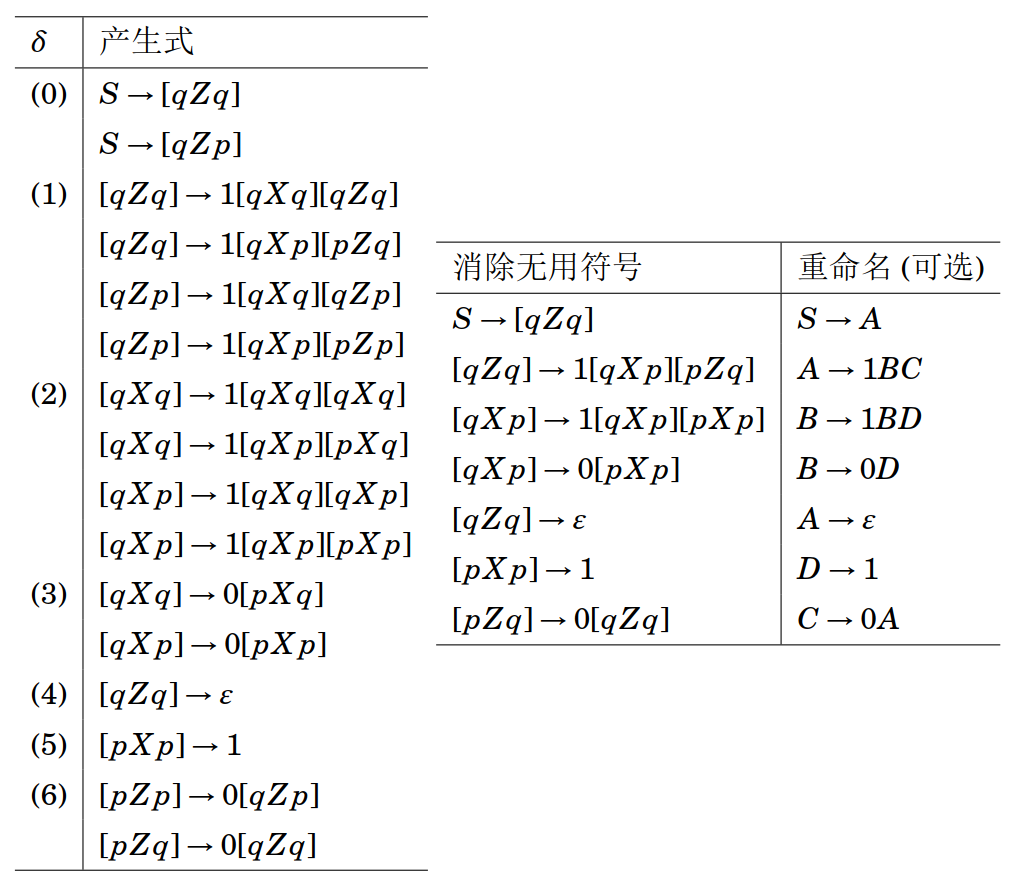 δ 产生式
(0) S → [qZq]
S → [qZp]
(1) [qZq] → 1[qXq][qZq]
[qZq] → 1[qXp][pZq]
[qZp] → 1[qXq][qZp]
[qZp] → 1[qXp][pZp]
(2) [qXq] → 1[qXq][qXq]
[qXq] → 1[qXp][pXq]
[qXp] → 1[qXq][qXp]
[qXp] → 1[qXp][pXp]
(3) [qXq] → 0[pXq]
[qXp] → 0[pXp]
(4) [qZq] → ε
(5) [pXp] → 1
(6) [pZp] → 0[qZp]
[pZq] → 0[qZq]
消除无用符号 重命名 (可选)
S → [qZq] S → A
[qZq] → 1[qXp][pZq] A → 1BC
[qXp] → 1[qXp][pXp] B → 1BD
[qXp] → 0[pXp] B → 0D
[qZq] → ε A → ε
[pXp] → 1 D → 1
[pZq] → 0[qZq] C → 0A